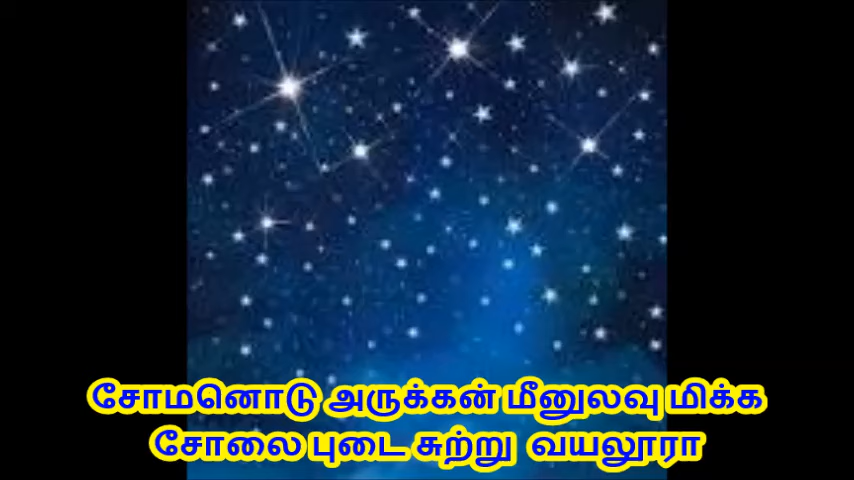 சோமனொடு அருக்கன் மீனுலவு மிக்க
சோலை புடை சுற்று வயலூரா